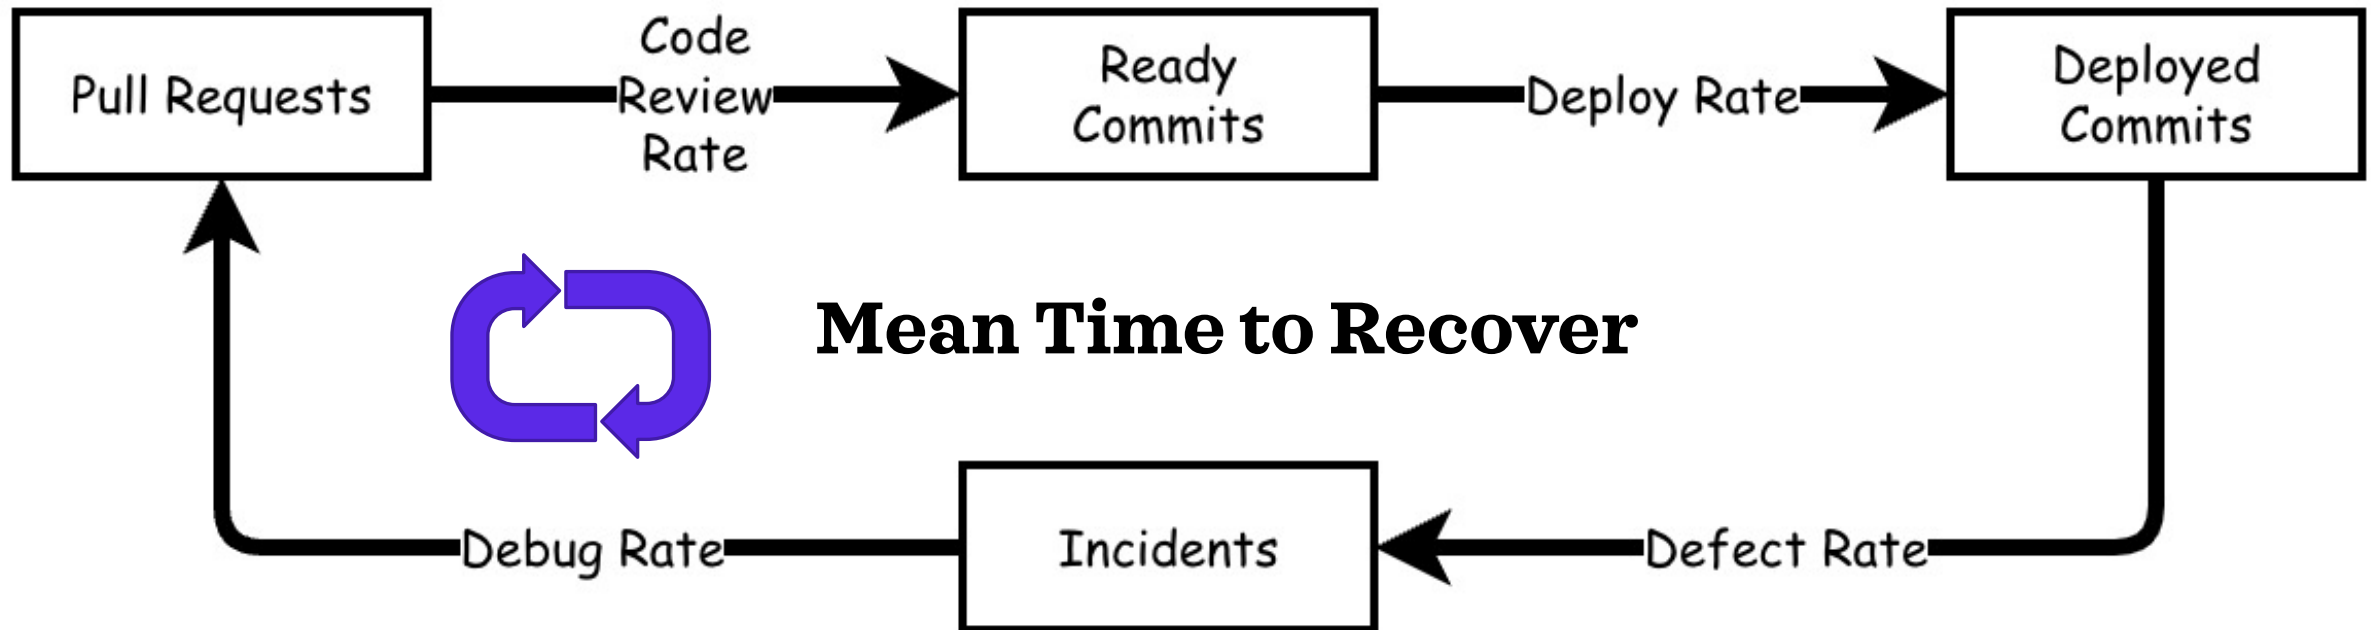 Pull Requests
Code
Review
Rate
Ready
Commits
Deploy Rate
Deployed
Commits
Mean Time to Recover
Debug Rate
Incidents
Defect Rate